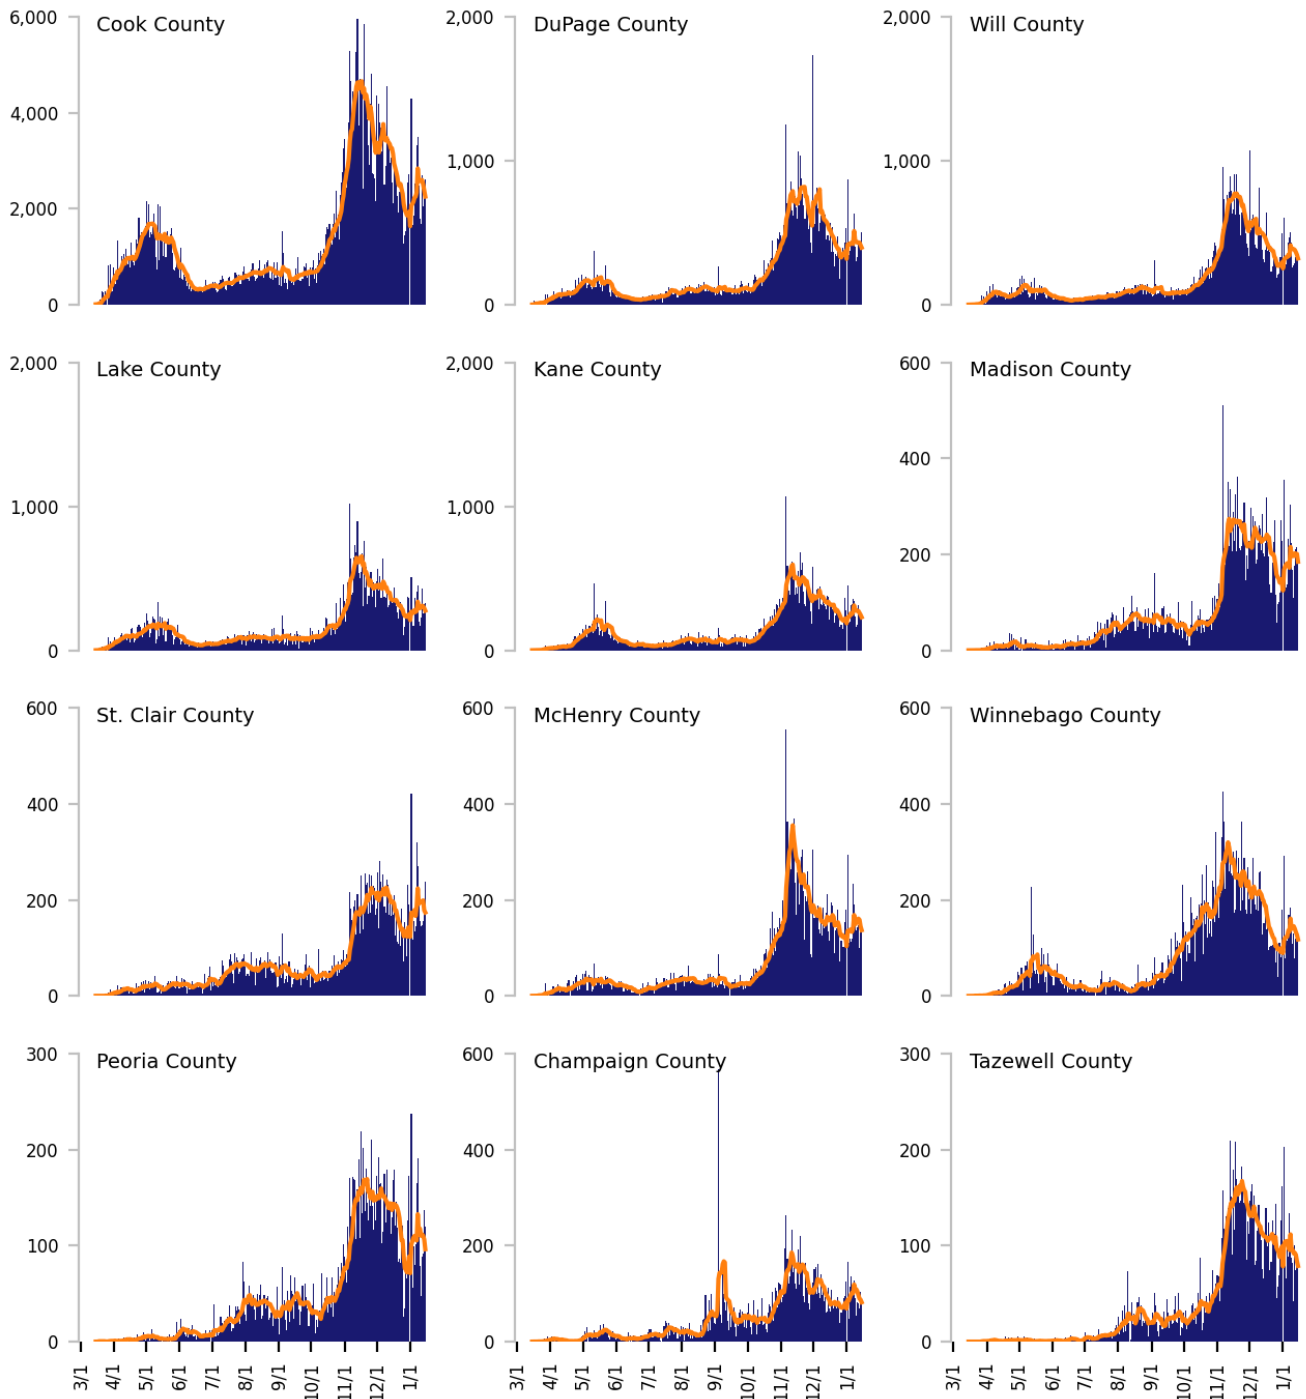 Cook County
6,000
4,000
2,000
0
DuPage County
2,000
1,000
0
Will County
2,000
1,000
0
Lake County
2,000
1,000
0
Kane County
2,000
1,000
0
Madison County
600
400
200
0
St. Clair County
600
400
200
0
McHenry County
600
400
200
0
Winnebago County
600
400
200
0
Peoria County
300
200
100
0
3/1 4/1 5/1 6/1 7/1 8/1 9/1 10/1 11/1 12/1 1/1
Champaign County
600
400
200
0
3/1 4/1 5/1 6/1 7/1 8/1 9/1 10/1 11/1 12/1 1/1
Tazewell County
300
200
100
0
3/1 4/1 5/1 6/1 7/1 8/1 9/1 10/1 11/1 12/1 1/1